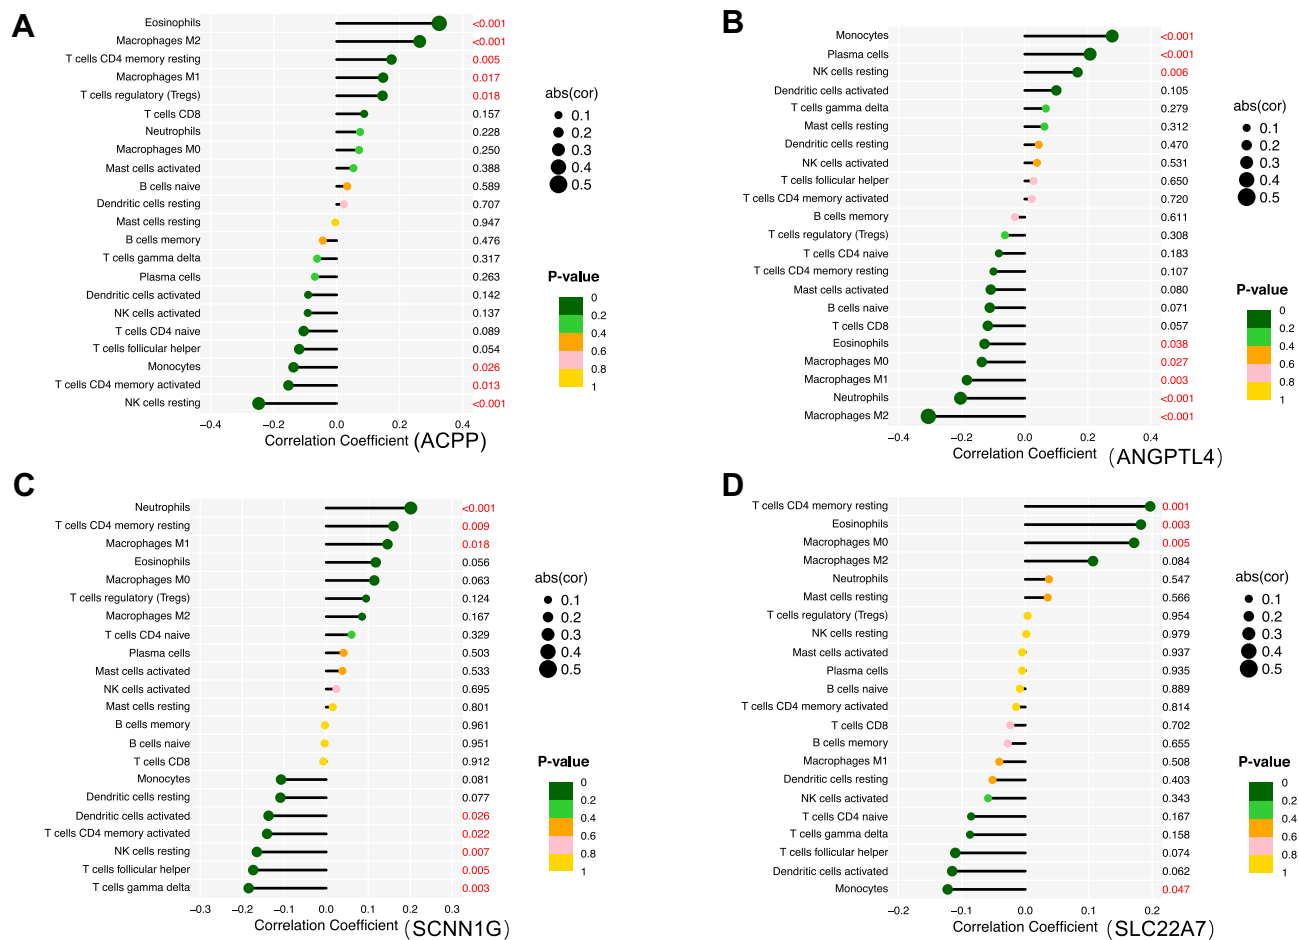 A
Eosinophils <0.001
Macrophages M2 <0.001
T cells CD4 memory resting 0.005
Macrophages M1 0.017
T cells regulatory (Tregs) 0.018
T cells CD8 0.157
Neutrophils 0.228
Macrophages M0 0.250
Mast cells activated 0.388
B cells naive 0.589
Dendritic cells resting 0.707
Mast cells resting 0.947
B cells memory 0.476
T cells gamma delta 0.317
Plasma cells 0.263
Dendritic cells activated 0.142
NK cells activated 0.137
T cells CD4 naive 0.089
T cells follicular helper 0.054
Monocytes 0.026
T cells CD4 memory activated 0.013
NK cells resting <0.001
−0.4 −0.2 0.0 0.2 0.4
Correlation Coefficient (ACPP)
abs(cor)
0.1
0.2
0.3
0.4
0.5
P-value
0
0.2
0.4
0.6
0.8
1
B
Monocytes <0.001
Plasma cells <0.001
NK cells resting 0.006
Dendritic cells activated 0.105
T cells gamma delta 0.279
Mast cells resting 0.312
Dendritic cells resting 0.470
NK cells activated 0.531
T cells follicular helper 0.650
T cells CD4 memory activated 0.720
B cells memory 0.611
T cells regulatory (Tregs) 0.308
T cells CD4 naive 0.183
T cells CD4 memory resting 0.107
Mast cells activated 0.080
B cells naive 0.071
T cells CD8 0.057
Eosinophils 0.038
Macrophages M0 0.027
Macrophages M1 0.003
Neutrophils <0.001
Macrophages M2 <0.001
−0.4 −0.2 0.0 0.2 0.4
Correlation Coefficient (ANGPTL4)
abs(cor)
0.1
0.2
0.3
0.4
0.5
P-value
0
0.2
0.4
0.6
0.8
1
C
Neutrophils <0.001
T cells CD4 memory resting 0.009
Macrophages M1 0.018
Eosinophils 0.056
Macrophages M0 0.063
T cells regulatory (Tregs) 0.124
Macrophages M2 0.167
T cells CD4 naive 0.329
Plasma cells 0.503
Mast cells activated 0.533
NK cells activated 0.695
Mast cells resting 0.801
B cells memory 0.961
B cells naive 0.951
T cells CD8 0.912
Monocytes 0.081
Dendritic cells resting 0.077
Dendritic cells activated 0.026
T cells CD4 memory activated 0.022
NK cells resting 0.007
T cells follicular helper 0.005
T cells gamma delta 0.003
−0.3 −0.2 −0.1 0.0 0.1 0.2 0.3
Correlation Coefficient (SCNN1G)
abs(cor)
0.1
0.2
0.3
0.4
0.5
P-value
0
0.2
0.4
0.6
0.8
1
D
T cells CD4 memory resting 0.001
Eosinophils 0.003
Macrophages M0 0.005
Macrophages M2 0.084
Neutrophils 0.547
Mast cells resting 0.566
T cells regulatory (Tregs) 0.954
NK cells resting 0.979
Mast cells activated 0.937
Plasma cells 0.935
B cells naive 0.889
T cells CD4 memory activated 0.814
T cells CD8 0.702
B cells memory 0.655
Macrophages M1 0.508
Dendritic cells resting 0.403
NK cells activated 0.343
T cells CD4 naive 0.167
T cells gamma delta 0.158
T cells follicular helper 0.074
Dendritic cells activated 0.062
Monocytes 0.047
−0.2 −0.1 0.0 0.1 0.2
Correlation Coefficient (SLC22A7)
abs(cor)
0.1
0.2
0.3
0.4
0.5
P-value
0
0.2
0.4
0.6
0.8
1